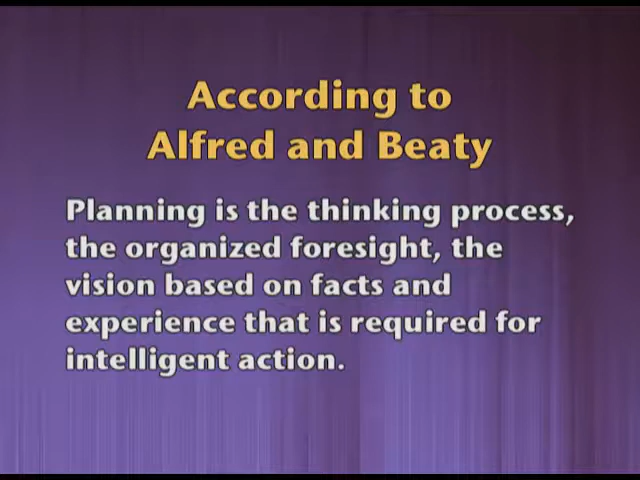 According to
Alfred and Beaty
Planning is the thinking process,
the organized foresight, the
vision based on facts and
experience that is required for
intelligent action.